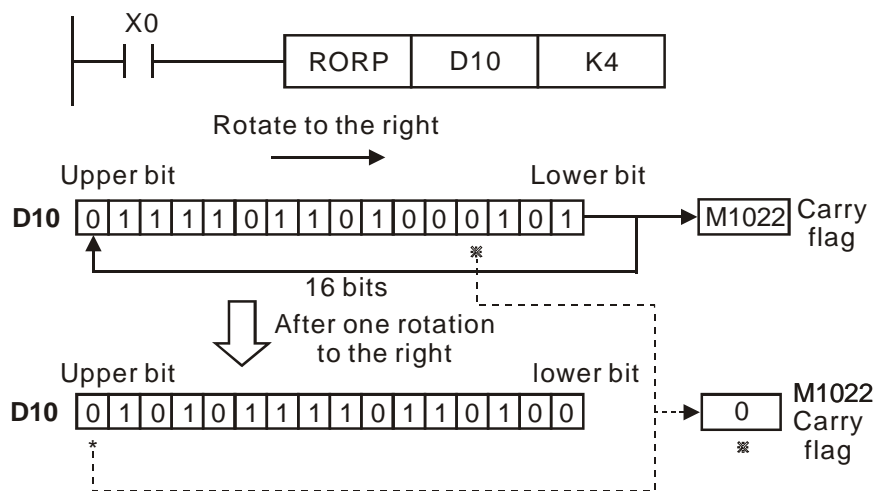 X0
RORP D10 K4
Rotate to the right
Upper bit Lower bit
D10 0 1 1 1 1 0 1 1 0 1 0 0 0 1 0 1 M1022 Carry flag
※
16 bits
After one rotation
to the right
Upper bit lower bit
D10 0 1 0 1 0 1 1 1 1 0 1 1 0 1 0 0 0 M1022 Carry flag
* ※